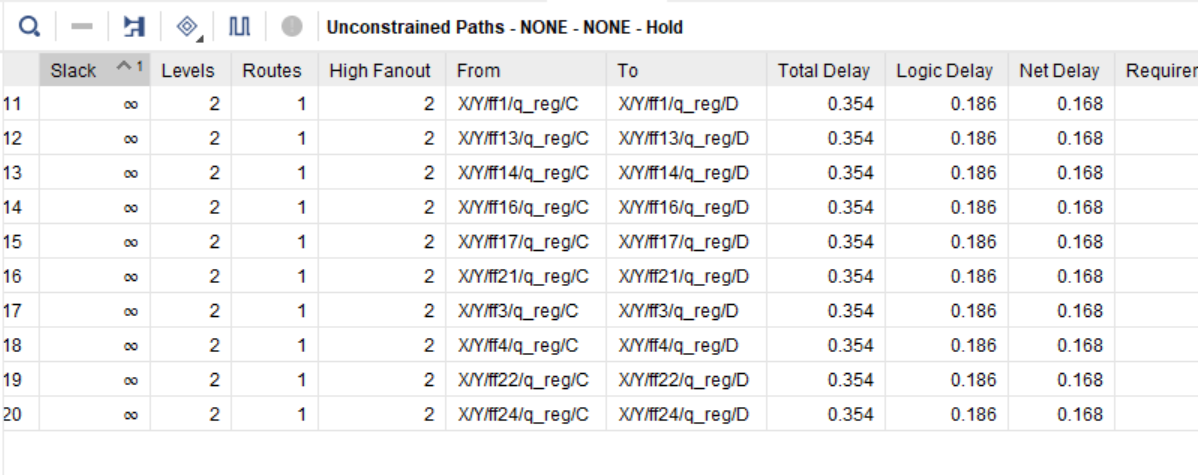 Unconstrained Paths - NONE - NONE - Hold
Slack ^ 1 Levels Routes High Fanout From To Total Delay Logic Delay Net Delay Requirer
11 ∞ 2 1 2 X/Y/ff1/q_reg/C X/Y/ff1/q_reg/D 0.354 0.186 0.168
12 ∞ 2 1 2 X/Y/ff13/q_reg/C X/Y/ff13/q_reg/D 0.354 0.186 0.168
13 ∞ 2 1 2 X/Y/ff14/q_reg/C X/Y/ff14/q_reg/D 0.354 0.186 0.168
14 ∞ 2 1 2 X/Y/ff16/q_reg/C X/Y/ff16/q_reg/D 0.354 0.186 0.168
15 ∞ 2 1 2 X/Y/ff17/q_reg/C X/Y/ff17/q_reg/D 0.354 0.186 0.168
16 ∞ 2 1 2 X/Y/ff21/q_reg/C X/Y/ff21/q_reg/D 0.354 0.186 0.168
17 ∞ 2 1 2 X/Y/ff3/q_reg/C X/Y/ff3/q_reg/D 0.354 0.186 0.168
18 ∞ 2 1 2 X/Y/ff4/q_reg/C X/Y/ff4/q_reg/D 0.354 0.186 0.168
19 ∞ 2 1 2 X/Y/ff22/q_reg/C X/Y/ff22/q_reg/D 0.354 0.186 0.168
20 ∞ 2 1 2 X/Y/ff24/q_reg/C X/Y/ff24/q_reg/D 0.354 0.186 0.168